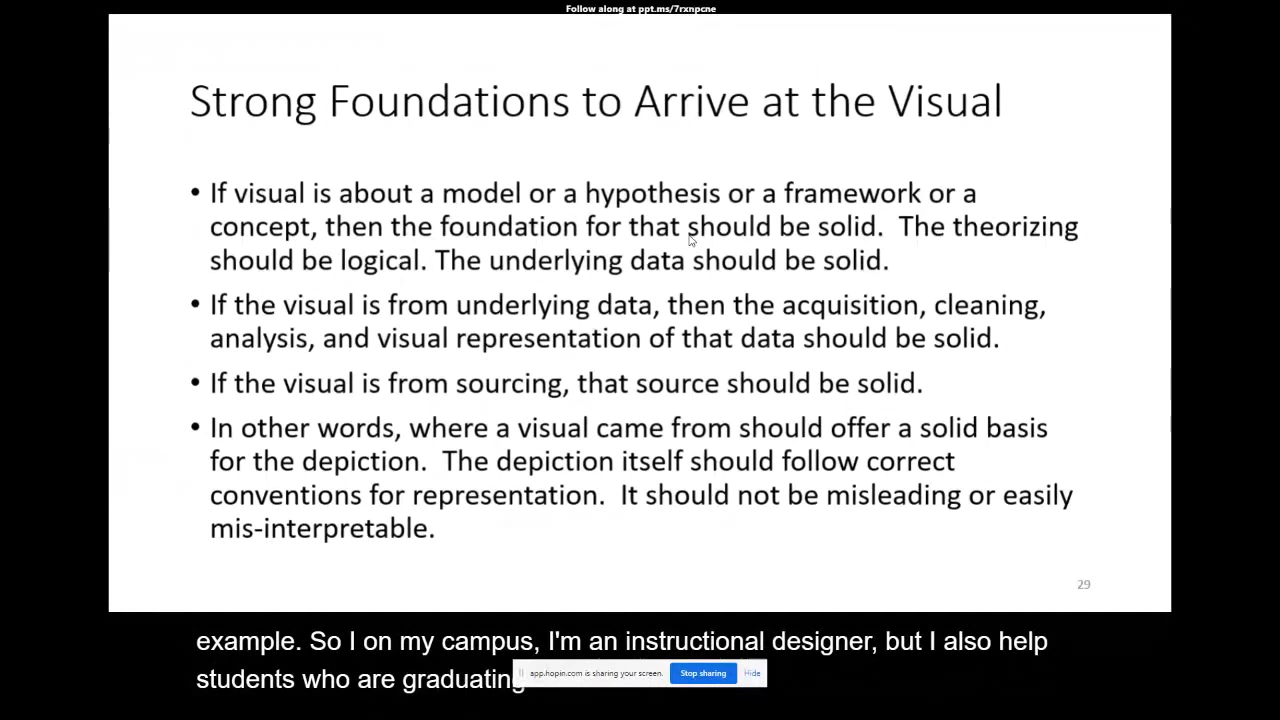 Follow along at ppt.ms/7rxnpcne
Strong Foundations to Arrive at the Visual
• If visual is about a model or a hypothesis or a framework or a
concept, then the foundation for that should be solid.  The theorizing
should be logical. The underlying data should be solid.
• If the visual is from underlying data, then the acquisition, cleaning,
analysis, and visual representation of that data should be solid.
• If the visual is from sourcing, that source should be solid.
• In other words, where a visual came from should offer a solid basis
for the depiction.  The depiction itself should follow correct
conventions for representation.  It should not be misleading or easily
mis-interpretable.
29
example. So I on my campus, I'm an instructional designer, but I also help
students who are graduating
app.hopin.com is sharing your screen. Stop sharing Hide